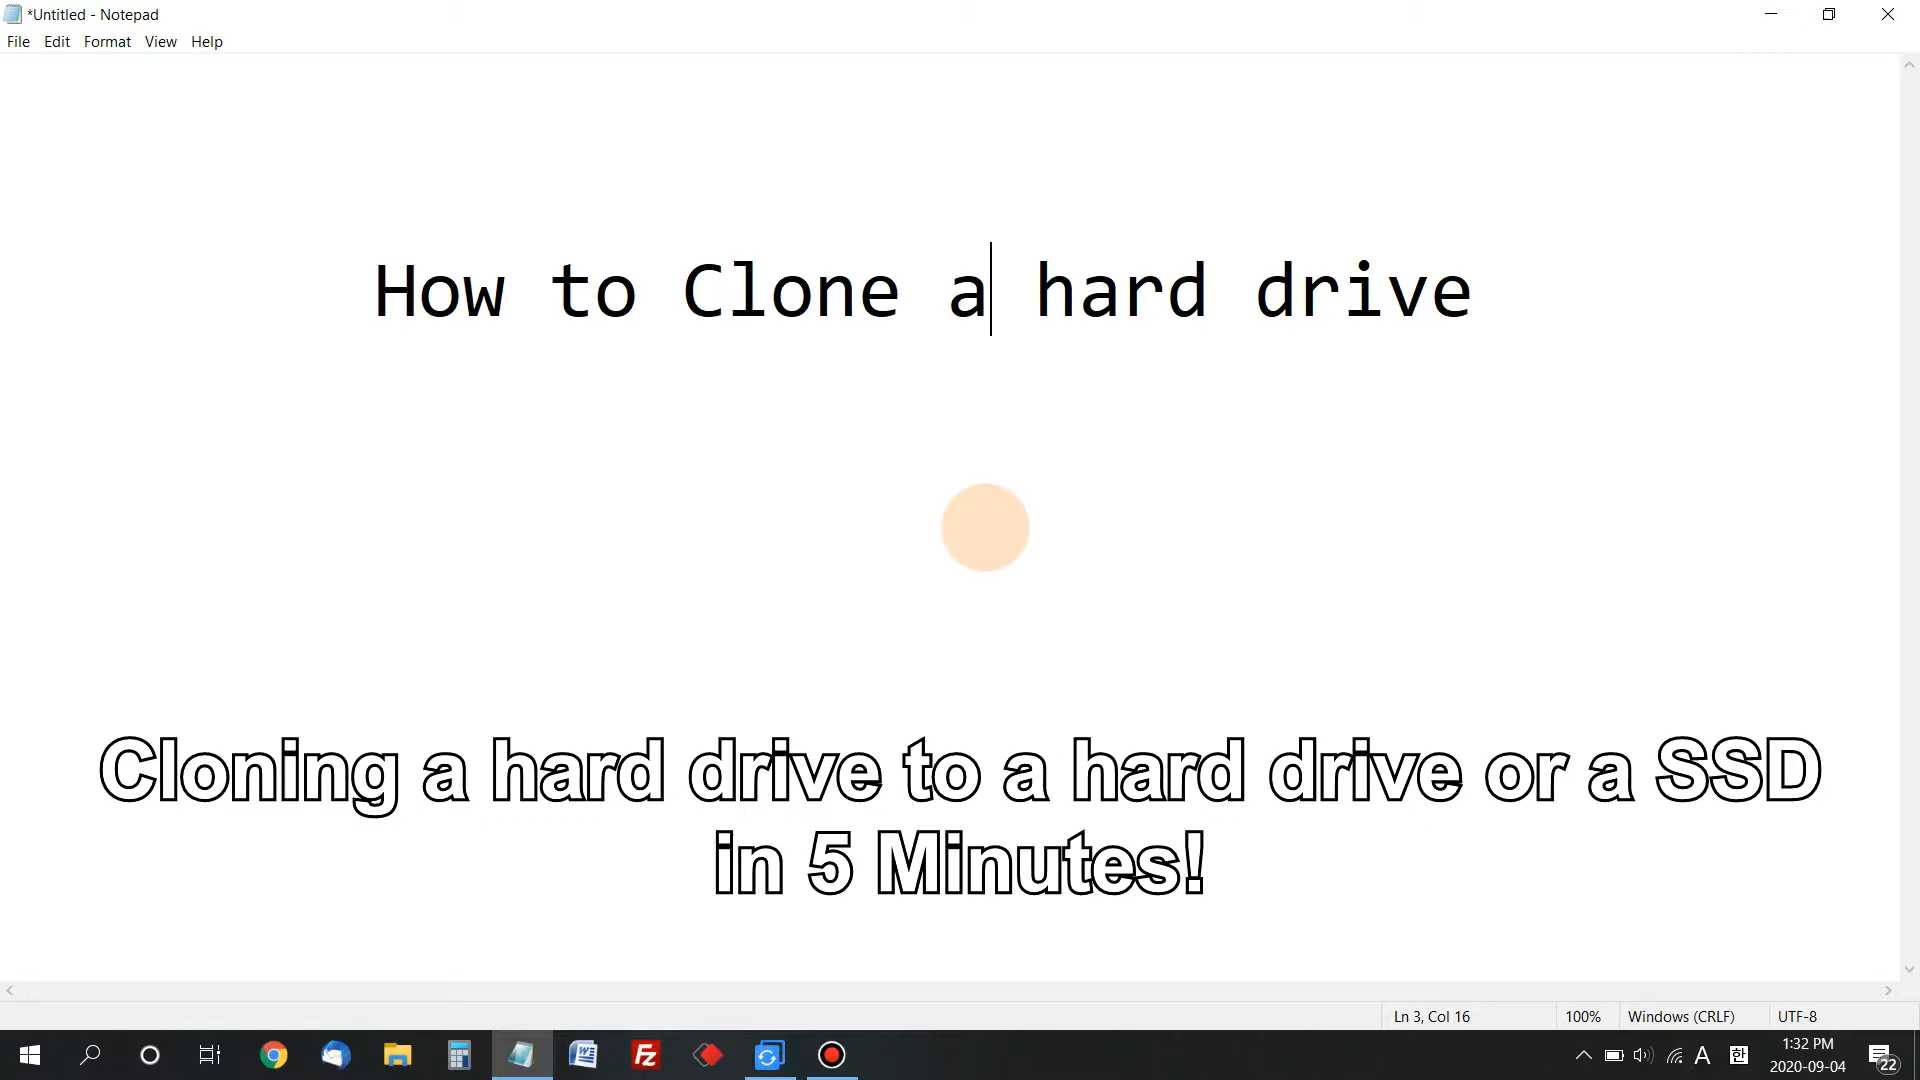 *Untitled - Notepad
File Edit Format View Help
How to Clone a hard drive
Cloning a hard drive to a hard drive or a SSD
in 5 Minutes!
Ln 3, Col 16 100% Windows (CRLF) UTF-8
A 한 1:32 PM
2020-09-04 22